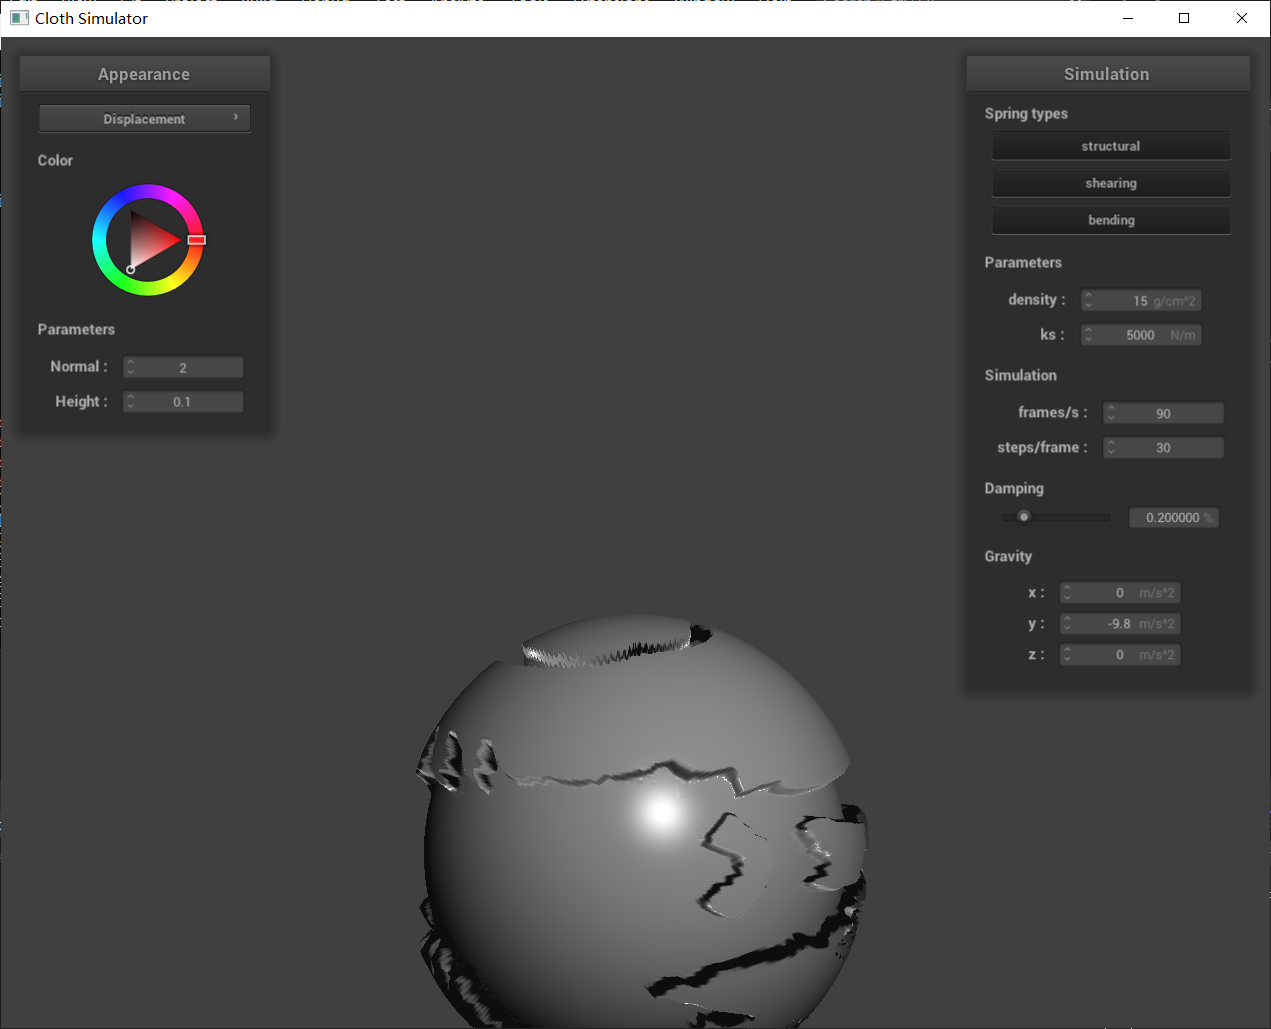 Cloth Simulator
Appearance
Displacement
Color
Parameters
Normal : 2
Height : 0.1
Simulation
Spring types
structural
shearing
bending
Parameters
density : 15 g/cm^2
ks : 5000 N/m
Simulation
frames/s : 90
steps/frame : 30
Damping
0.200000 %
Gravity
x : 0 m/s^2
y : -9.8 m/s^2
z : 0 m/s^2